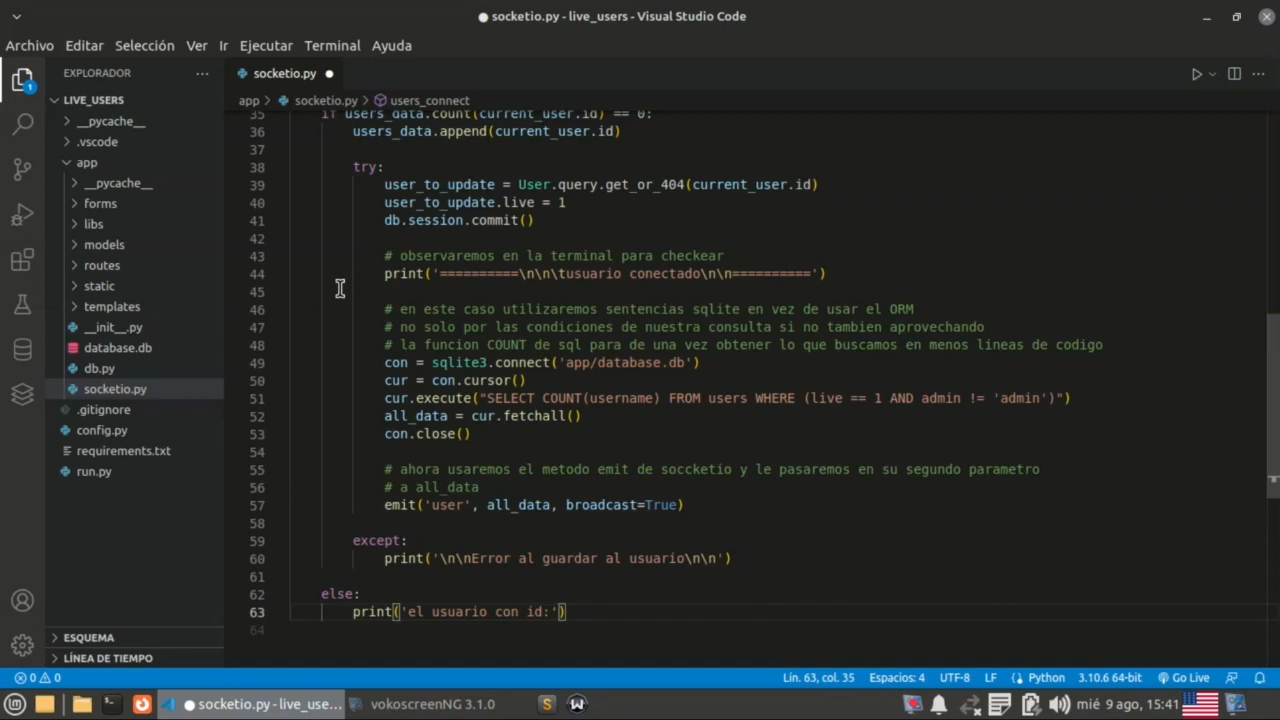 socketio.py - live_users - Visual Studio Code
Archivo Editar Selección Ver Ir Ejecutar Terminal Ayuda
EXPLORADOR
socketio.py
LIVE_USERS
app > socketio.py > users_connect
__pycache__
.vscode
app
__pycache__
forms
libs
models
routes
static
templates
__init__.py
database.db
db.py
socketio.py
.gitignore
config.py
requirements.txt
run.py
ESQUEMA
LÍNEA DE TIEMPO
1
35 if users_data.count(current_user.id) == 0:
36 users_data.append(current_user.id)
37
38 try:
39 user_to_update = User.query.get_or_404(current_user.id)
40 user_to_update.live = 1
41 db.session.commit()
42
43 # observaremos en la terminal para checkear
44 print('==========\n\n\tusuario conectado\n\n==========')
45
46 # en este caso utilizaremos sentencias sqlite en vez de usar el ORM
47 # no solo por las condiciones de nuestra consulta si no tambien aprovechando
48 # la funcion COUNT de sql para de una vez obtener lo que buscamos en menos lineas de codigo
49 con = sqlite3.connect('app/database.db')
50 cur = con.cursor()
51 cur.execute("SELECT COUNT(username) FROM users WHERE (live == 1 AND admin != 'admin')")
52 all_data = cur.fetchall()
53 con.close()
54
55 # ahora usaremos el metodo emit de soccketio y le pasaremos en su segundo parametro
56 # a all_data
57 emit('user', all_data, broadcast=True)
58
59 except:
60 print('\n\nError al guardar al usuario\n\n')
61
62 else:
63 print('el usuario con id:')
64
0 0 Lín. 63, col. 35 Espacios: 4 UTF-8 LF Python 3.10.6 64-bit Go Live
socketio.py - live_use... vokoscreenNG 3.1.0 S W mié 9 ago, 15:41